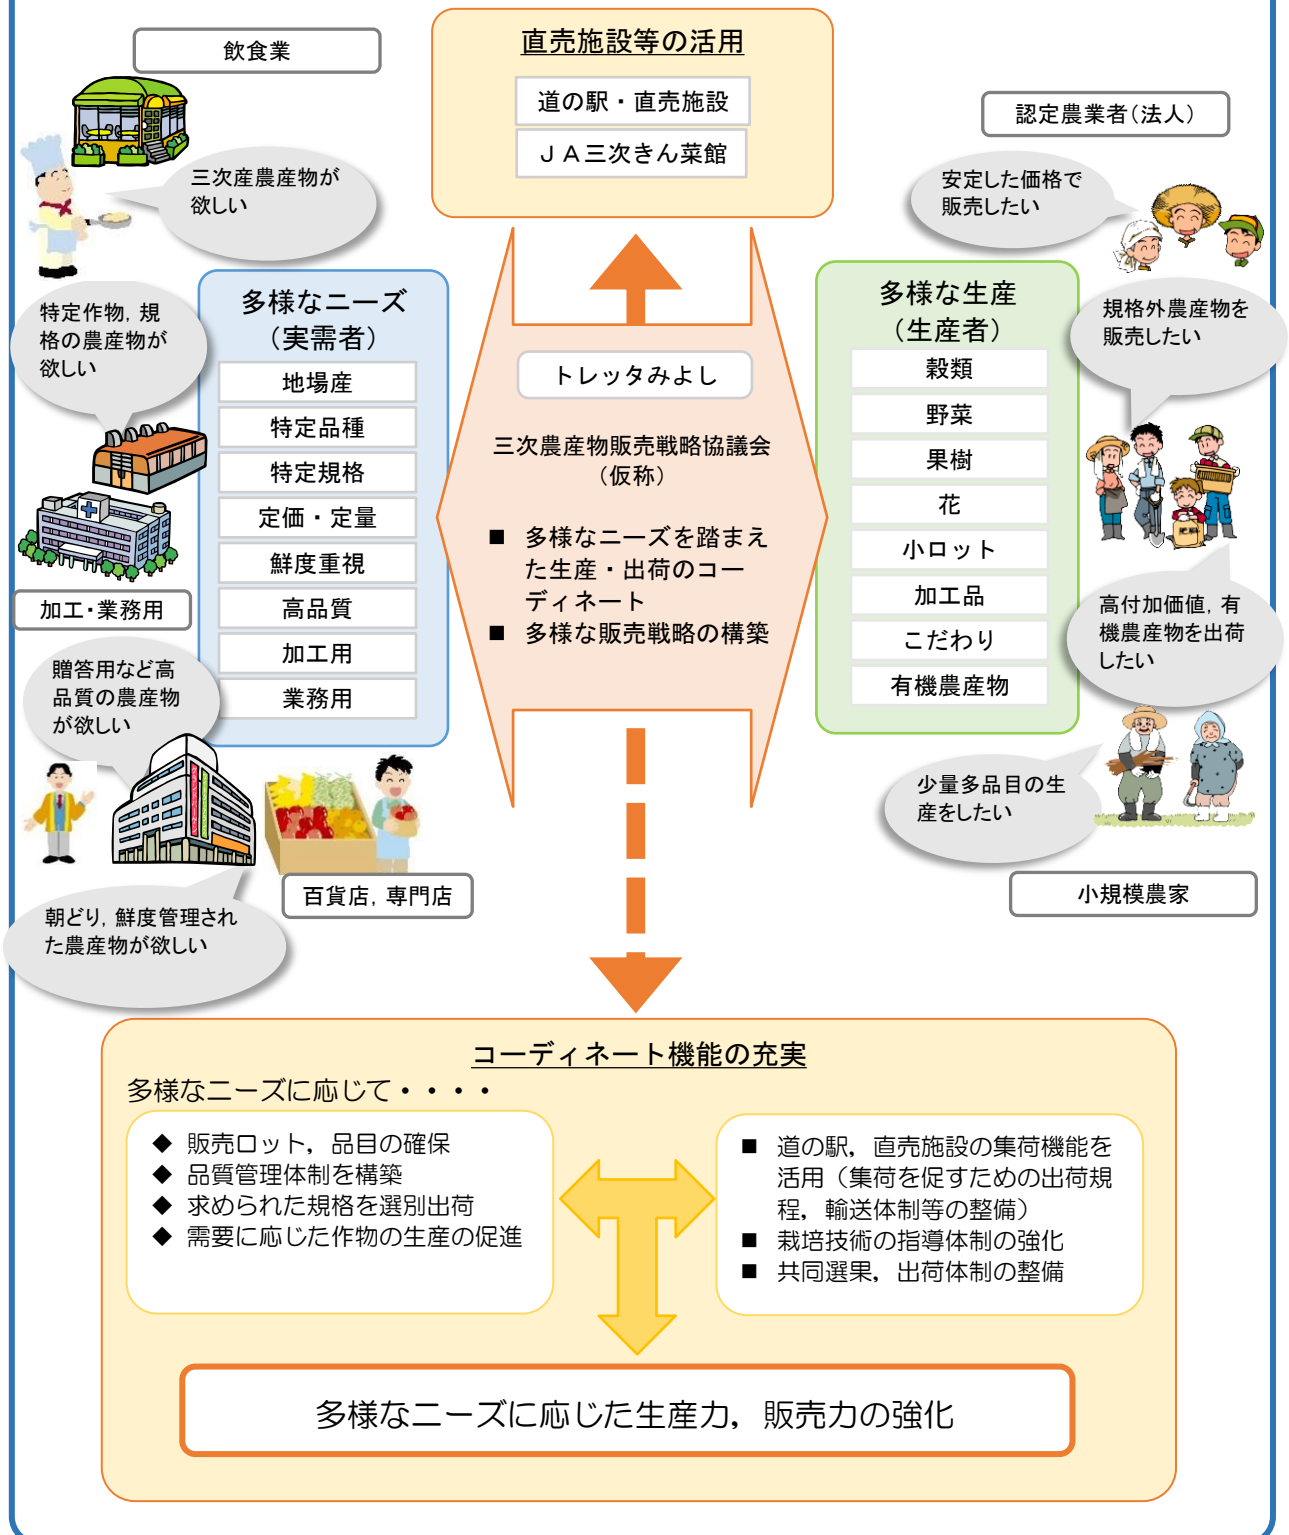 直売施設等の活用
道の駅・直売施設
ＪＡ三次きん菜館
飲食業
三次産農産物が
欲しい
特定作物，規
格の農産物が
欲しい
加工・業務用
贈答用など高
品質の農産物
が欲しい
百貨店，専門店
朝どり，鮮度管理され
た農産物が欲しい
多様なニーズ
（実需者）
地場産
特定品種
特定規格
定価・定量
鮮度重視
高品質
加工用
業務用
トレッタみよし
三次農産物販売戦略協議会
（仮称）
■ 多様なニーズを踏まえ
た生産・出荷のコー
ディネート
■ 多様な販売戦略の構築
多様な生産
（生産者）
穀類
野菜
果樹
花
小ロット
加工品
こだわり
有機農産物
認定農業者（法人）
安定した価格で
販売したい
規格外農産物を
販売したい
高付加価値，有
機農産物を出荷
したい
少量多品目の生
産をしたい
小規模農家
コーディネート機能の充実
多様なニーズに応じて・・・・
◆ 販売ロット，品目の確保
◆ 品質管理体制を構築
◆ 求められた規格を選別出荷
◆ 需要に応じた作物の生産の促進
■ 道の駅，直売施設の集荷機能を
活用（集荷を促すための出荷規
程，輸送体制等の整備）
■ 栽培技術の指導体制の強化
■ 共同選果，出荷体制の整備
多様なニーズに応じた生産力，販売力の強化